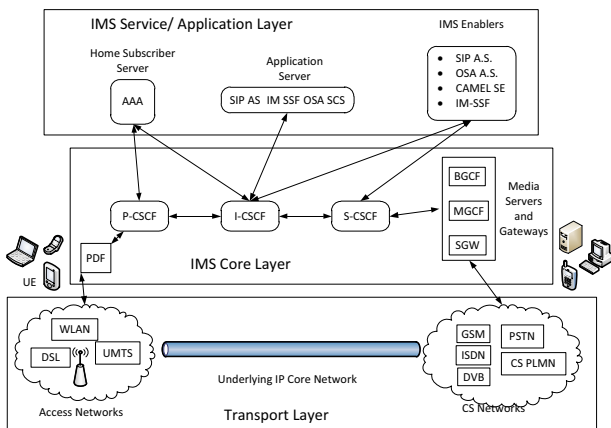 IMS Service/ Application Layer
IMS Enablers
Home Subscriber
Server
Application
Server
AAA
SIP AS IM SSF OSA SCS
• SIP A.S.
• OSA A.S.
• CAMEL SE
• IM-SSF
P-CSCF
I-CSCF
S-CSCF
BGCF
MGCF
SGW
Media
Servers
and
Gateways
PDF
IMS Core Layer
UE
WLAN
DSL
UMTS
Access Networks
Underlying IP Core Network
GSM
ISDN
DVB
PSTN
CS PLMN
CS Networks
Transport Layer